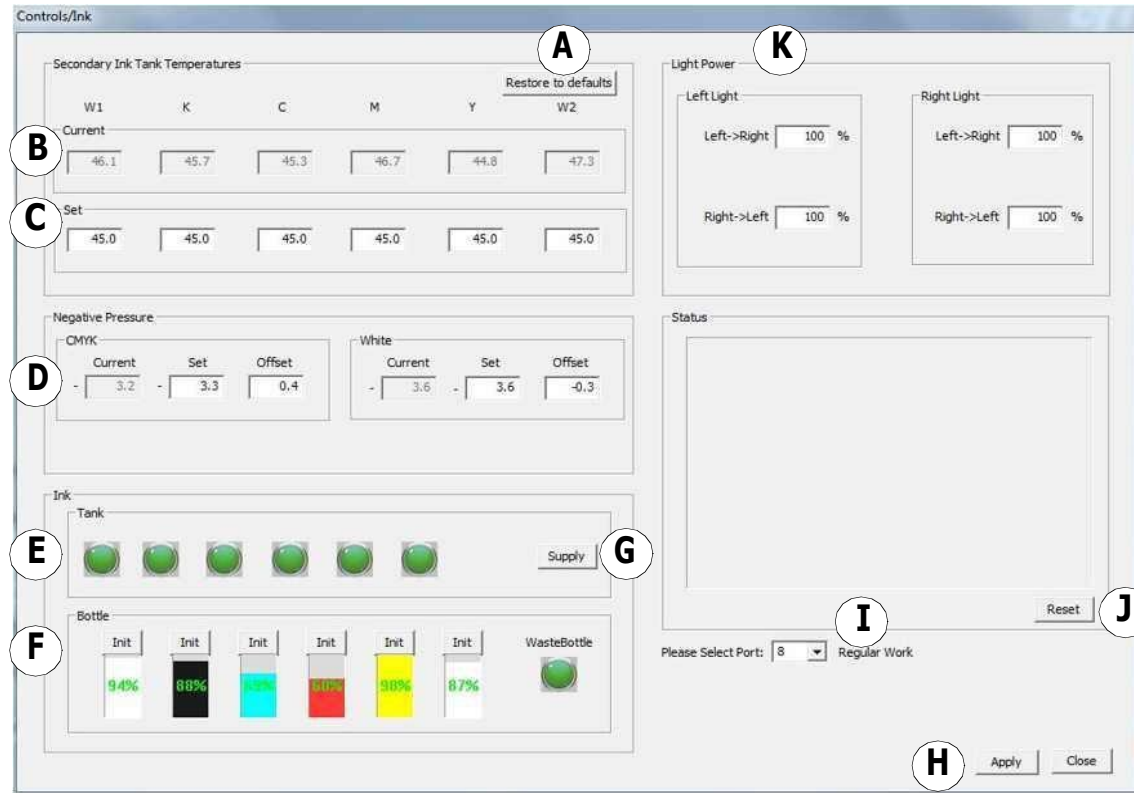 Controls/Ink
A
K
Secondary Ink Tank Temperatures
Restore to defaults
W1 K C M Y W2
B
Current
46.1 45.7 45.3 46.7 44.8 47.3
C
Set
45.0 45.0 45.0 45.0 45.0 45.0
Light Power
Left Light
Left->Right 100 %
Right->Left 100 %
Right Light
Left->Right 100 %
Right->Left 100 %
Negative Pressure
D
CMYK
Current Set Offset
- 3.2 - 3.3 0.4
White
Current Set Offset
- 3.6 - 3.6 -0.3
Status
Ink
Tank
E
Supply
G
Bottle
F
Init Init Init Init Init Init
WasteBottle
94% 88% 98% 87%
Reset
J
I
Please Select Port: 8 Regular Work
H
Apply
Close